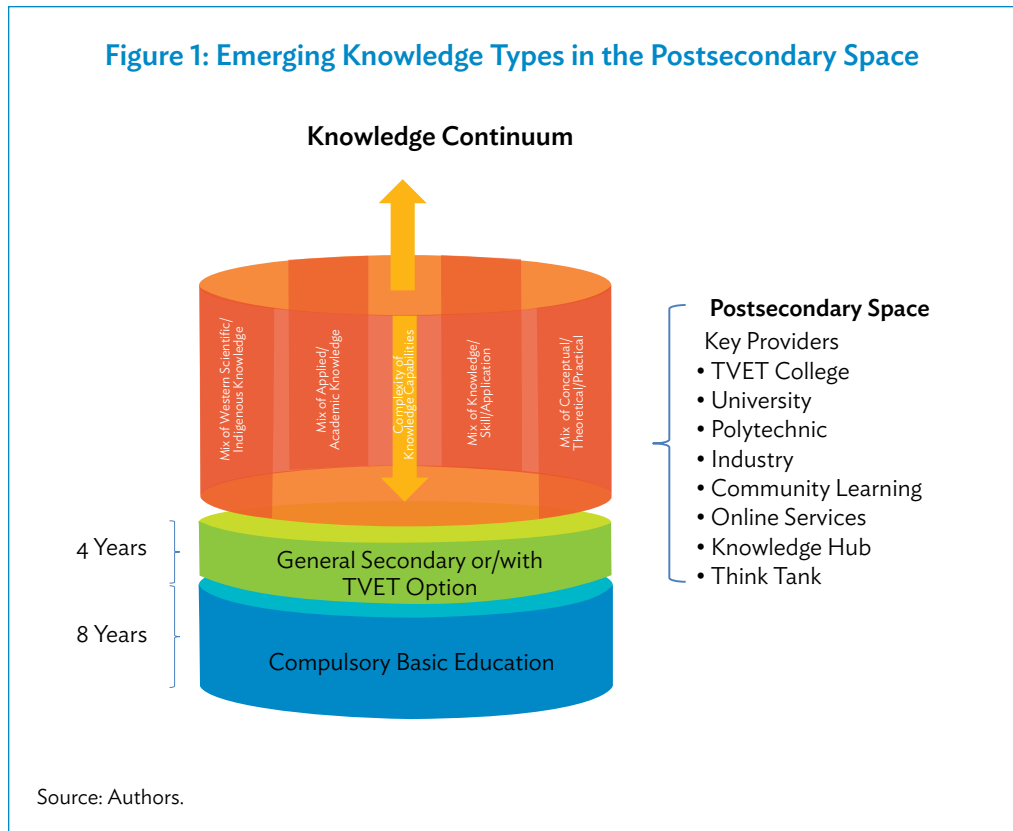 Figure 1: Emerging Knowledge Types in the Postsecondary Space
Knowledge Continuum
Mix of Western Scientific/
Indigenous Knowledge
Mix of Applied/
Academic Knowledge
Complexity of
Knowledge Capabilities
Mix of Knowledge/
Skill/Application
Mix of Conceptual/
Theoretical/Practical
Postsecondary Space
Key Providers
• TVET College
• University
• Polytechnic
• Industry
• Community Learning
• Online Services
• Knowledge Hub
• Think Tank
4 Years
General Secondary or/with
TVET Option
8 Years
Compulsory Basic Education
Source: Authors.